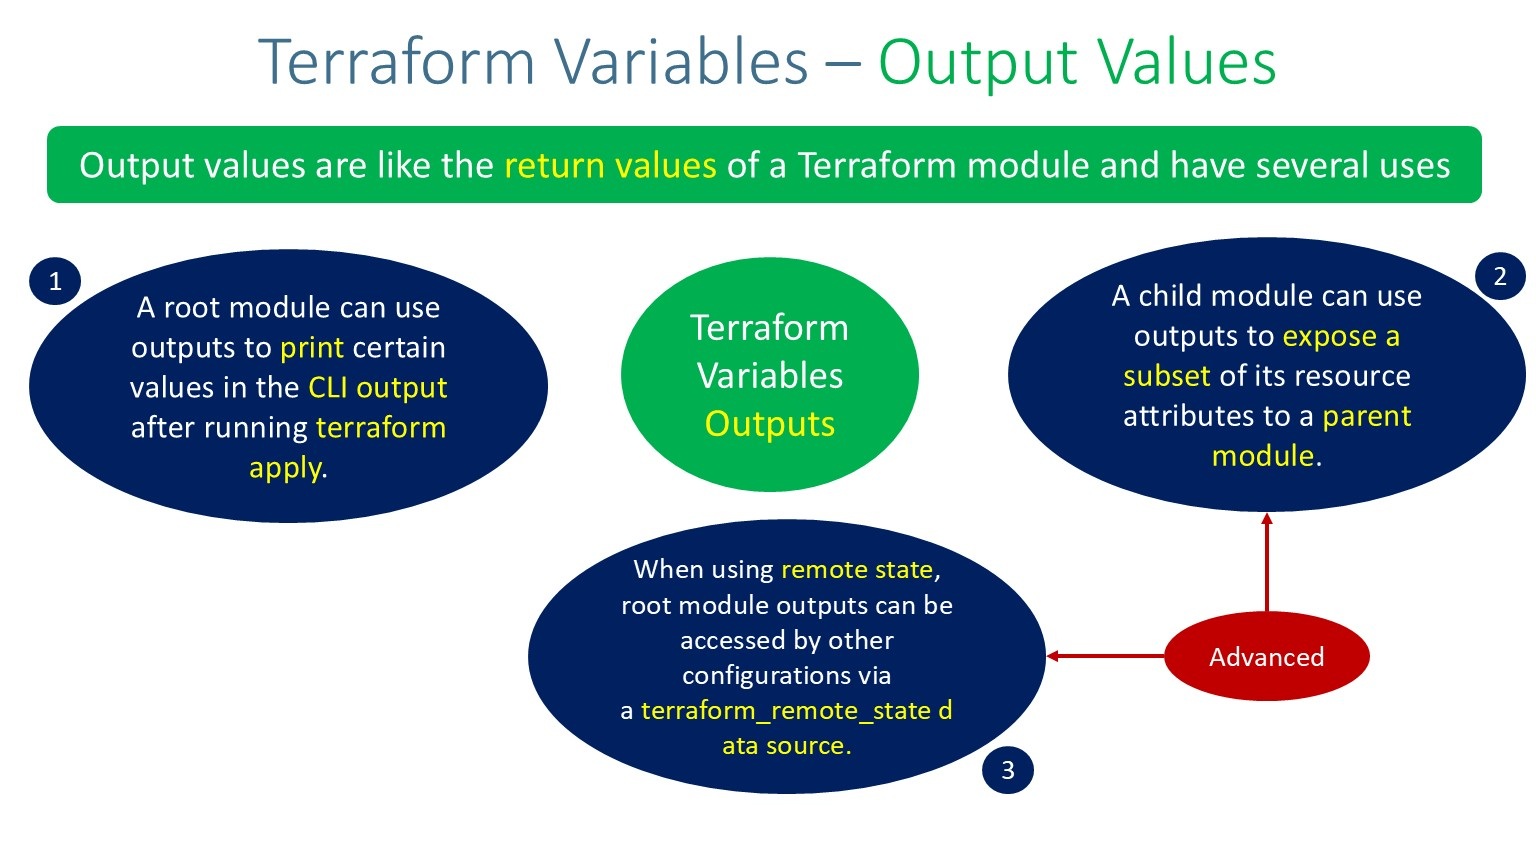 Terraform Variables – Output Values
Output values are like the return values of a Terraform module and have several uses
1
A root module can use
outputs to print certain
values in the CLI output
after running terraform
apply.
Terraform
Variables
Outputs
2
A child module can use
outputs to expose a
subset of its resource
attributes to a parent
module.
When using remote state,
root module outputs can be
accessed by other
configurations via
a terraform_remote_state d
ata source.
3
Advanced